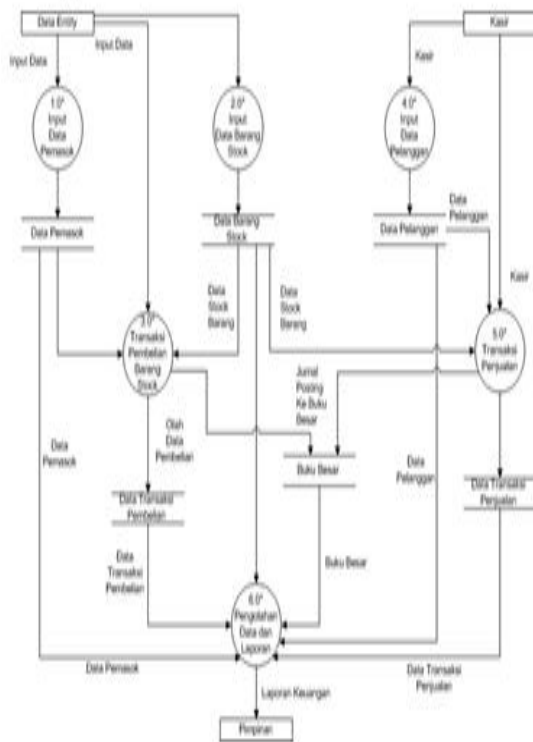 Data Entity
Kasir
Input Data
Input Data
Kasir
1.0*
Input
Data
Pemasok
2.0*
Input
Data Barang
Stock
4.0*
Input
Data
Pelanggan
Data
Pelanggan
Data Pemasok
Data Barang
Stock
Data Pelanggan
Kasir
Data
Stock
Barang
Data
Stock
Barang
3.0*
Transaksi
Pembelian
Barang
Stock
5.0*
Transaksi
Penjualan
Jurnal
Posting
Ke Buku
Besar
Olah
Data
Pembelian
Data
Pemasok
Buku Besar
Data
Pelanggan
Data Transaksi
Pembelian
Data Transaksi
Penjualan
Data
Transaksi
Pembelian
Buku Besar
6.0*
Pengolahan
Data dan
Laporan
Data Pemasok
Data Transaksi
Penjualan
Laporan Keuangan
Pimpinan